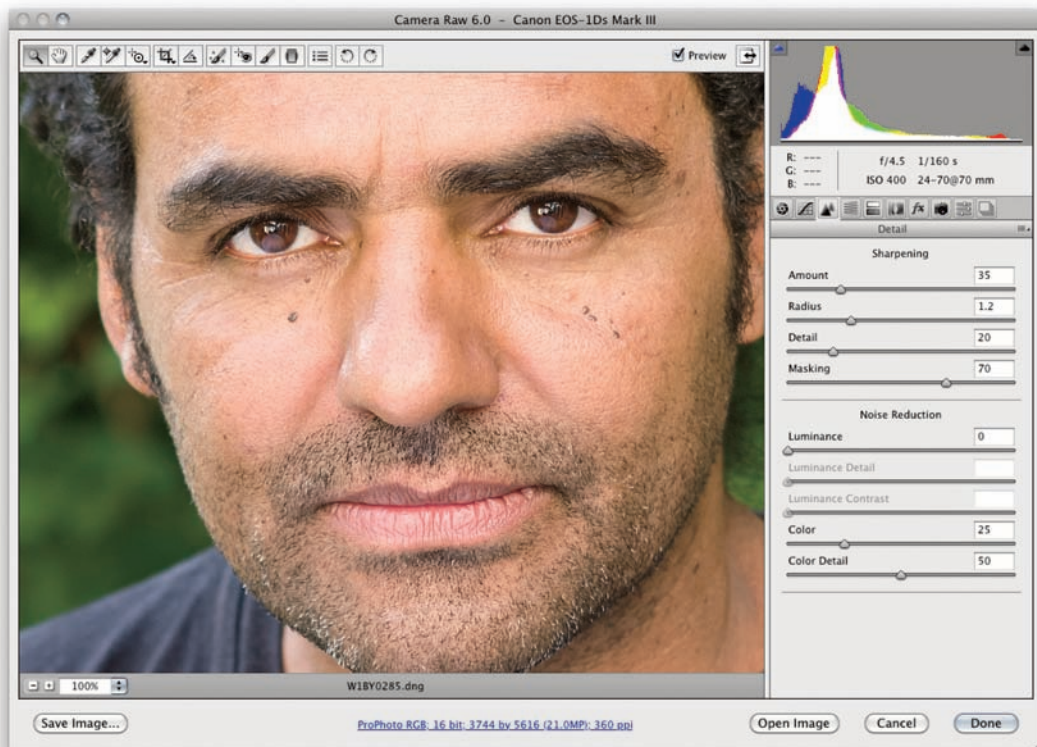 Camera Raw 6.0 – Canon EOS-1Ds Mark III
Preview
R: ---
G: ---
B: ---
f/4.5 1/160 s
ISO 400 24-70@70 mm
fx
Detail
Sharpening
Amount 35
Radius 1.2
Detail 20
Masking 70
Noise Reduction
Luminance 0
Luminance Detail
Luminance Contrast
Color 25
Color Detail 50
100%
W1BY0285.dng
Save Image...
ProPhoto RGB; 16 bit; 3744 by 5616 (21.0MP); 360 ppi
Open Image
Cancel
Done